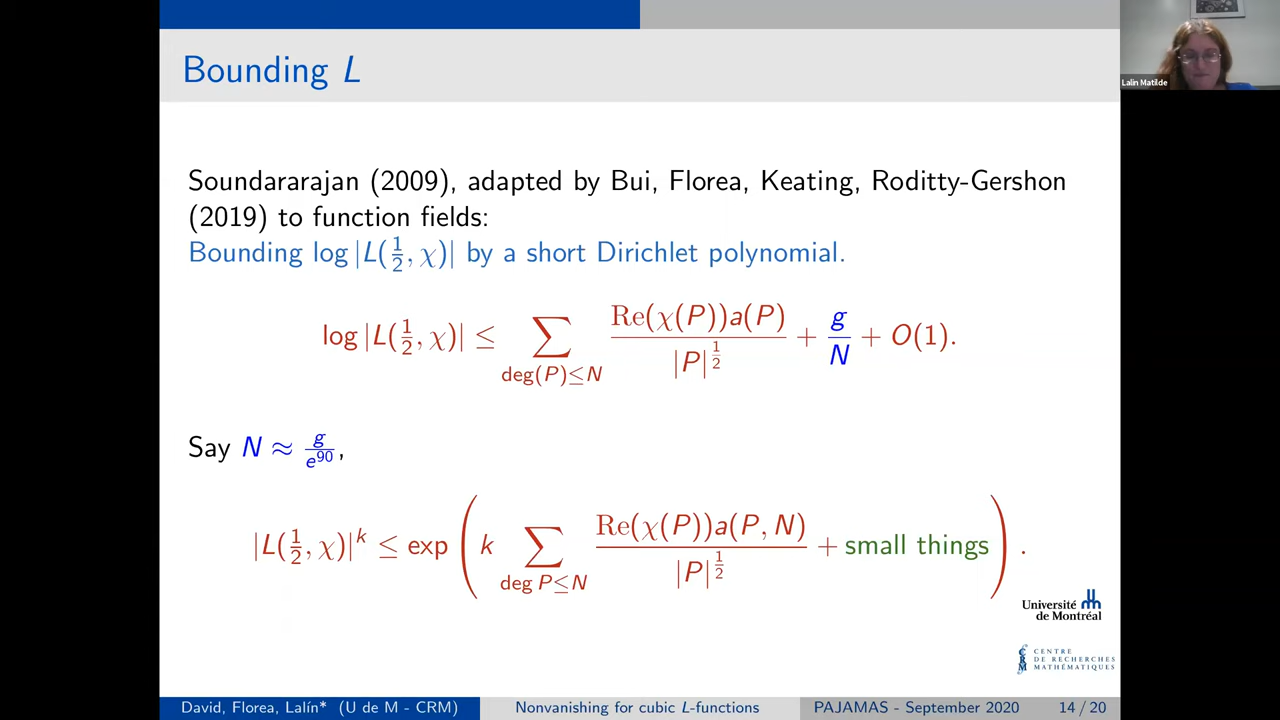 Bounding L
Lalín Matilde
Soundararajan (2009), adapted by Bui, Florea, Keating, Roditty-Gershon
(2019) to function fields:
Bounding log |L(1/2, χ)| by a short Dirichlet polynomial.
log |L(1/2, χ)| ≤ ∑_{deg(P)≤N} Re(χ(P))a(P) / |P|^{1/2} + g/N + O(1).
Say N ≈ g/e^{90},
|L(1/2, χ)|^k ≤ exp ( k ∑_{deg P≤N} Re(χ(P))a(P, N) / |P|^{1/2} + small things ) .
Université
de Montréal
CENTRE
DE RECHERCHES
MATHÉMATIQUES
David, Florea, Lalín* (U de M - CRM) Nonvanishing for cubic L-functions PAJAMAS - September 2020 14 / 20